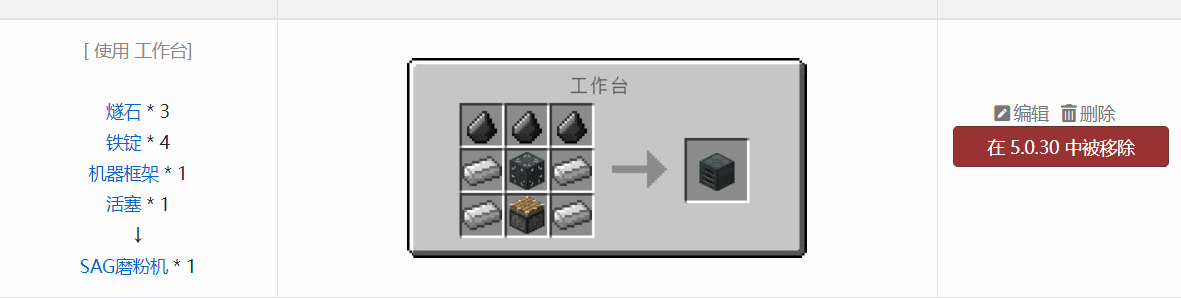 [ 使用 工作台]
燧石 * 3
铁锭 * 4
机器框架 * 1
活塞 * 1
↓
SAG磨粉机 * 1
工作台
编辑 删除
在 5.0.30 中被移除